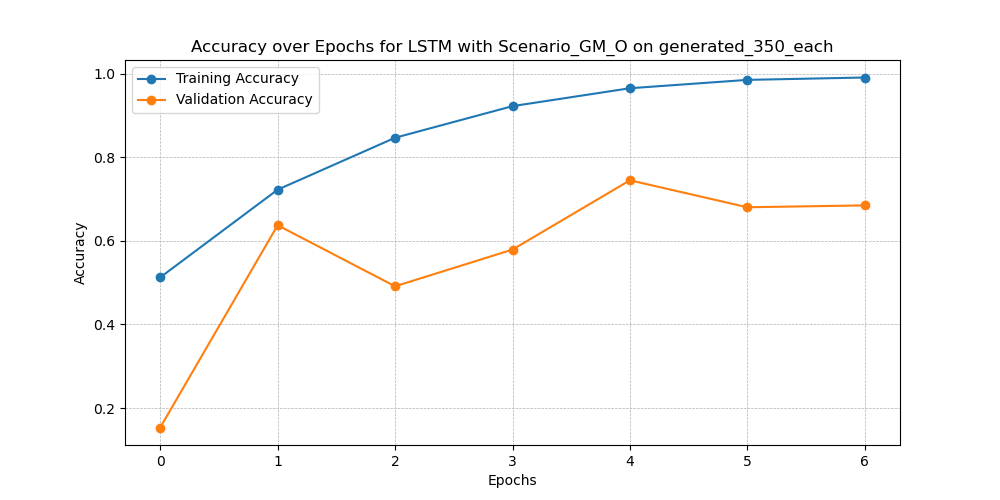 Accuracy over Epochs for LSTM with Scenario_GM_O on generated_350_each
Training Accuracy
Validation Accuracy
1.0
0.8
0.6
0.4
0.2
Accuracy
0 1 2 3 4 5 6
Epochs